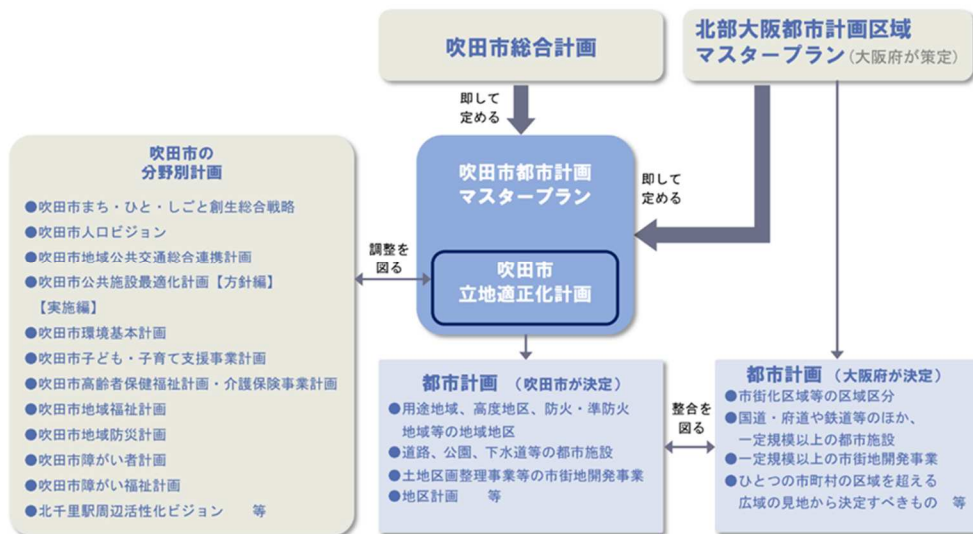 吹田市総合計画
北部大阪都市計画区域
マスタープラン(大阪府が策定)
即して
定める
吹田市都市計画
マスタープラン
即して
定める
吹田市
立地適正化計画
調整を
図る
吹田市の
分野別計画
●吹田市まち・ひと・しごと創生総合戦略
●吹田市人口ビジョン
●吹田市地域公共交通総合連携計画
●吹田市公共施設最適化計画【方針編】
【実施編】
●吹田市環境基本計画
●吹田市子ども・子育て支援事業計画
●吹田市高齢者保健福祉計画・介護保険事業計画
●吹田市地域福祉計画
●吹田市地域防災計画
●吹田市障がい者計画
●吹田市障がい福祉計画
●北千里駅周辺活性化ビジョン 等
都市計画 (吹田市が決定)
●用途地域、高度地区、防火・準防火
地域等の地域地区
●道路、公園、下水道等の都市施設
●土地区画整理事業等の市街地開発事業
●地区計画 等
整合を
図る
都市計画 (大阪府が決定)
●市街化区域等の区域区分
●国道・府道や鉄道等のほか、
一定規模以上の都市施設
●一定規模以上の市街地開発事業
●ひとつの市町村の区域を超える
広域の見地から決定すべきもの 等